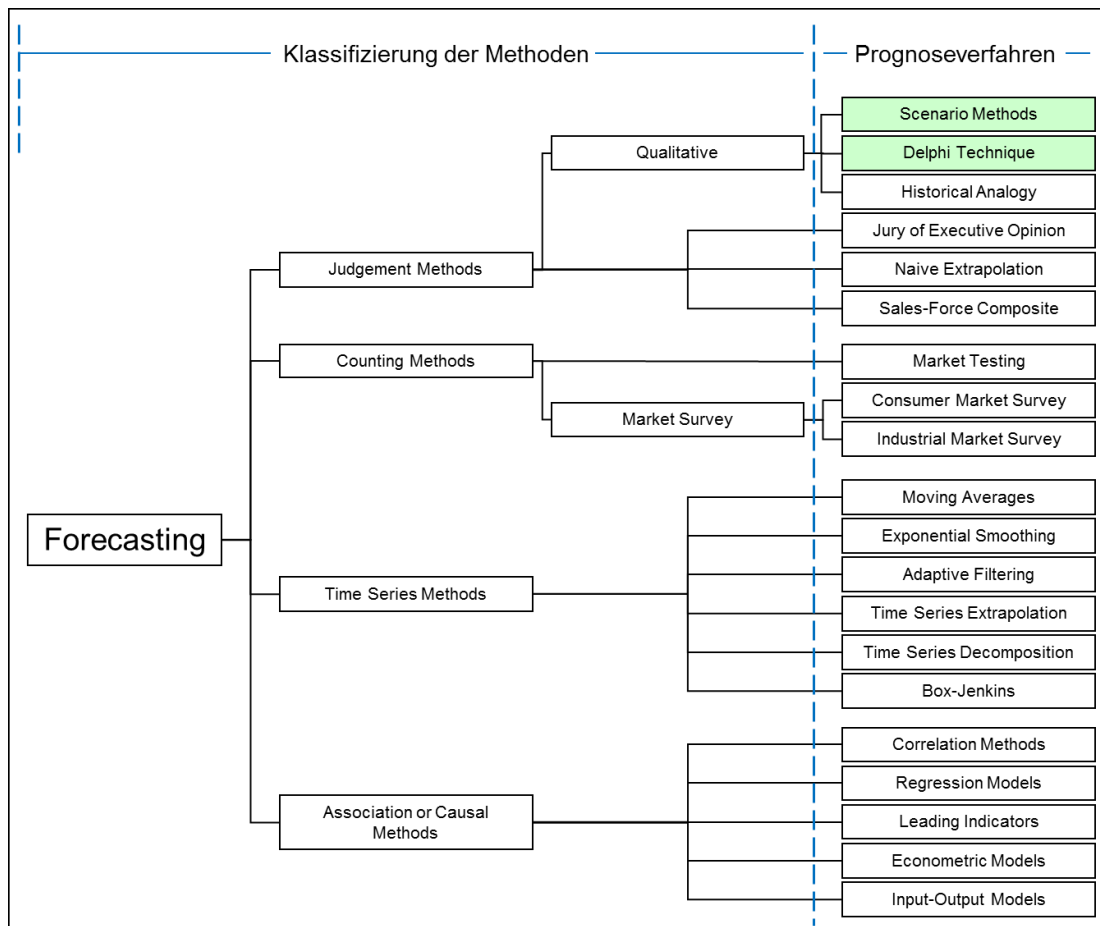 Klassifizierung der Methoden
Prognoseverfahren
Scenario Methods
Qualitative
Delphi Technique
Historical Analogy
Jury of Executive Opinion
Judgement Methods
Naive Extrapolation
Sales-Force Composite
Counting Methods
Market Testing
Consumer Market Survey
Market Survey
Industrial Market Survey
Moving Averages
Forecasting
Exponential Smoothing
Adaptive Filtering
Time Series Methods
Time Series Extrapolation
Time Series Decomposition
Box-Jenkins
Correlation Methods
Regression Models
Association or Causal
Methods
Leading Indicators
Econometric Models
Input-Output Models